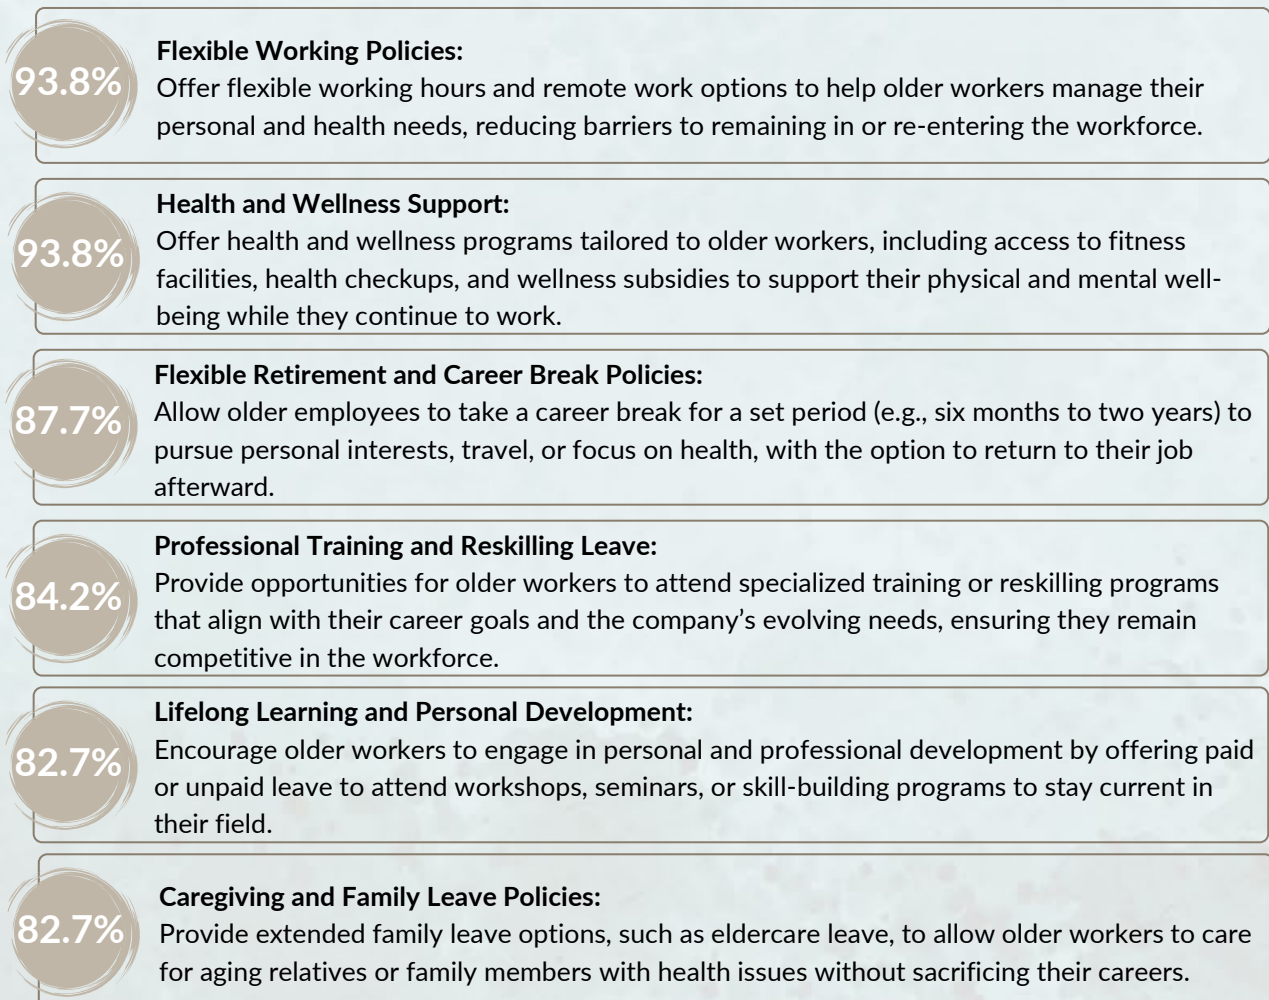 93.8%
Flexible Working Policies:
Offer flexible working hours and remote work options to help older workers manage their
personal and health needs, reducing barriers to remaining in or re-entering the workforce.
93.8%
Health and Wellness Support:
Offer health and wellness programs tailored to older workers, including access to fitness
facilities, health checkups, and wellness subsidies to support their physical and mental well-
being while they continue to work.
87.7%
Flexible Retirement and Career Break Policies:
Allow older employees to take a career break for a set period (e.g., six months to two years) to
pursue personal interests, travel, or focus on health, with the option to return to their job
afterward.
84.2%
Professional Training and Reskilling Leave:
Provide opportunities for older workers to attend specialized training or reskilling programs
that align with their career goals and the company’s evolving needs, ensuring they remain
competitive in the workforce.
82.7%
Lifelong Learning and Personal Development:
Encourage older workers to engage in personal and professional development by offering paid
or unpaid leave to attend workshops, seminars, or skill-building programs to stay current in
their field.
82.7%
Caregiving and Family Leave Policies:
Provide extended family leave options, such as eldercare leave, to allow older workers to care
for aging relatives or family members with health issues without sacrificing their careers.